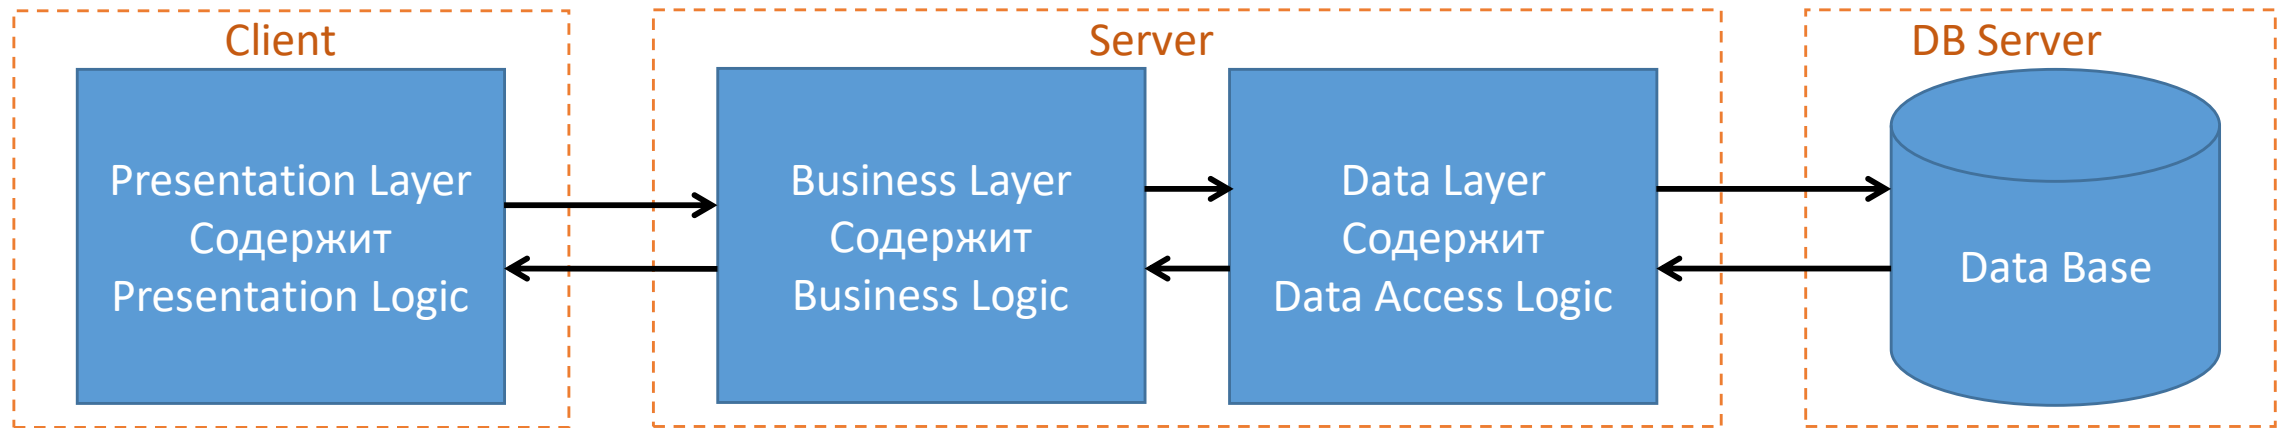 Client
Presentation Layer
Содержит
Presentation Logic
Server
Business Layer
Содержит
Business Logic
Data Layer
Содержит
Data Access Logic
DB Server
Data Base